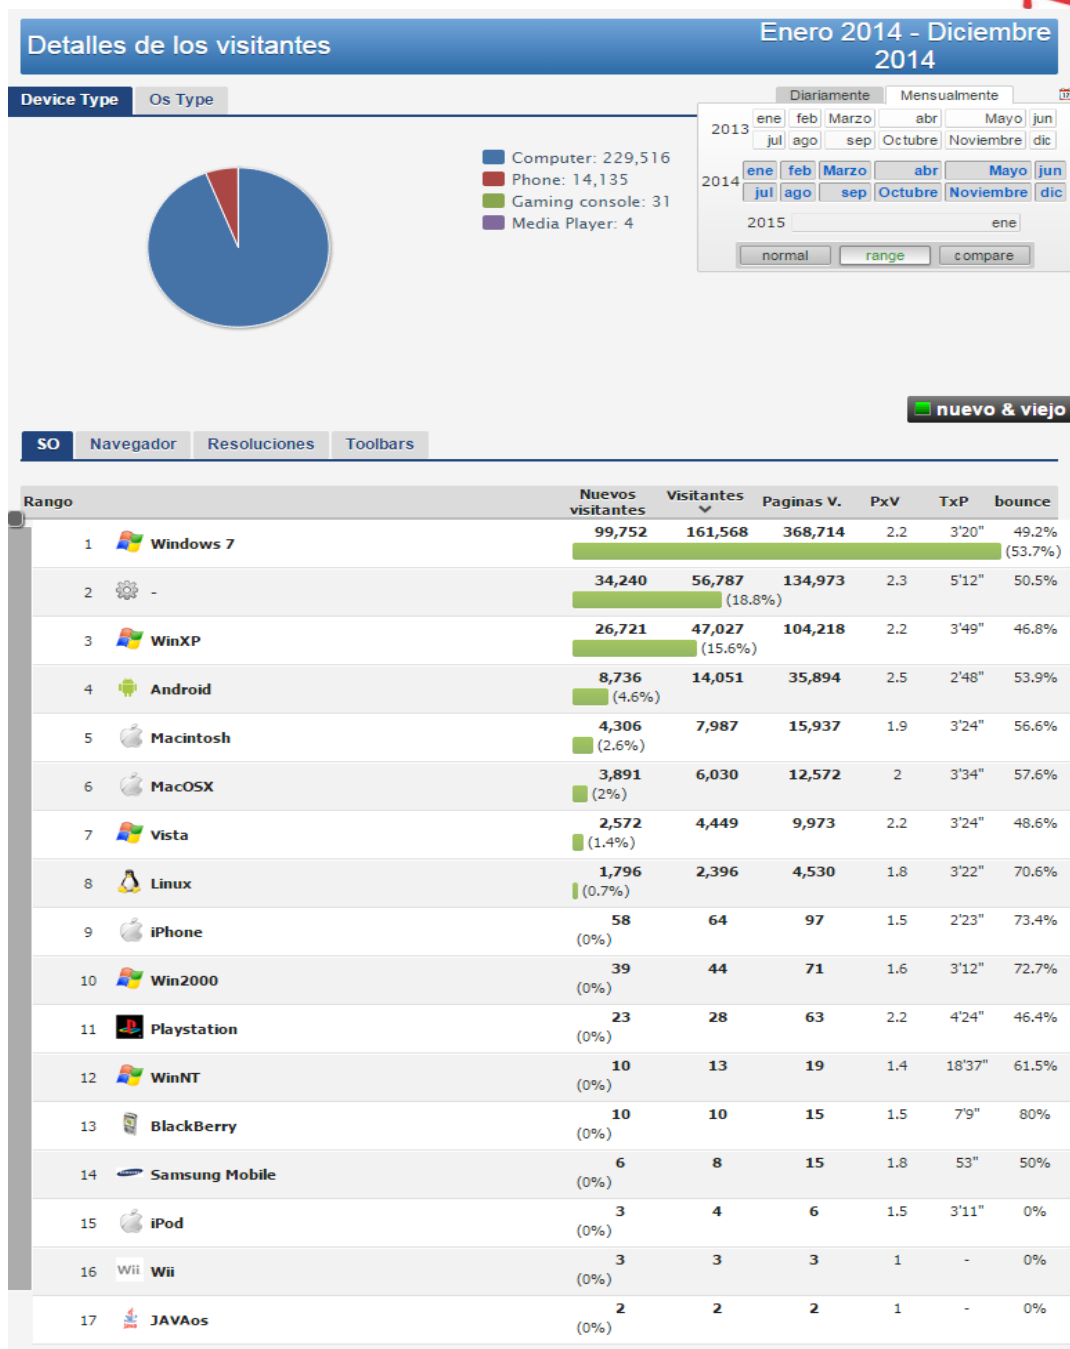 Detalles de los visitantes
Enero 2014 - Diciembre
2014
Device Type Os Type
Diariamente Mensualmente
2013 ene feb Marzo abr Mayo jun
jul ago sep Octubre Noviembre dic
2014 ene feb Marzo abr Mayo jun
jul ago sep Octubre Noviembre dic
2015 ene
normal range compare
Computer: 229,516
Phone: 14,135
Gaming console: 31
Media Player: 4
nuevo & viejo
SO Navegador Resoluciones Toolbars
Rango Nuevos visitantes Visitantes Paginas V. PxV TxP bounce
1 Windows 7 99,752 161,568 368,714 2.2 3'20" 49.2%
(53.7%)
2 - 34,240 56,787 134,973 2.3 5'12" 50.5%
(18.8%)
3 WinXP 26,721 47,027 104,218 2.2 3'49" 46.8%
(15.6%)
4 Android 8,736 14,051 35,894 2.5 2'48" 53.9%
(4.6%)
5 Macintosh 4,306 7,987 15,937 1.9 3'24" 56.6%
(2.6%)
6 MacOSX 3,891 6,030 12,572 2 3'34" 57.6%
(2%)
7 Vista 2,572 4,449 9,973 2.2 3'24" 48.6%
(1.4%)
8 Linux 1,796 2,396 4,530 1.8 3'22" 70.6%
(0.7%)
9 iPhone 58 64 97 1.5 2'23" 73.4%
(0%)
10 Win2000 39 44 71 1.6 3'12" 72.7%
(0%)
11 Playstation 23 28 63 2.2 4'24" 46.4%
(0%)
12 WinNT 10 13 19 1.4 18'37" 61.5%
(0%)
13 BlackBerry 10 10 15 1.5 7'9" 80%
(0%)
14 Samsung Mobile 6 8 15 1.8 53" 50%
(0%)
15 iPod 3 4 6 1.5 3'11" 0%
(0%)
16 Wii Wii 3 3 3 1 - 0%
(0%)
17 JAVAos 2 2 2 1 - 0%
(0%)